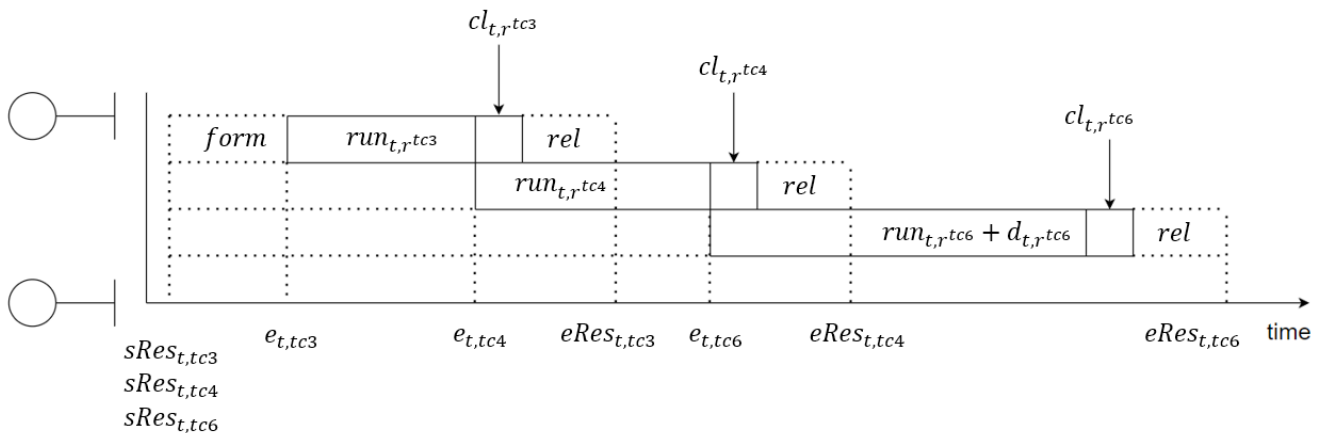 cl_{t,r^{tc3}}
cl_{t,r^{tc4}}
cl_{t,r^{tc6}}
form run_{t,r^{tc3}} rel
run_{t,r^{tc4}} rel
run_{t,r^{tc6}} + d_{t,r^{tc6}} rel
e_{t,tc3} e_{t,tc4} eRes_{t,tc3} e_{t,tc6} eRes_{t,tc4} eRes_{t,tc6} time
sRes_{t,tc3}
sRes_{t,tc4}
sRes_{t,tc6}